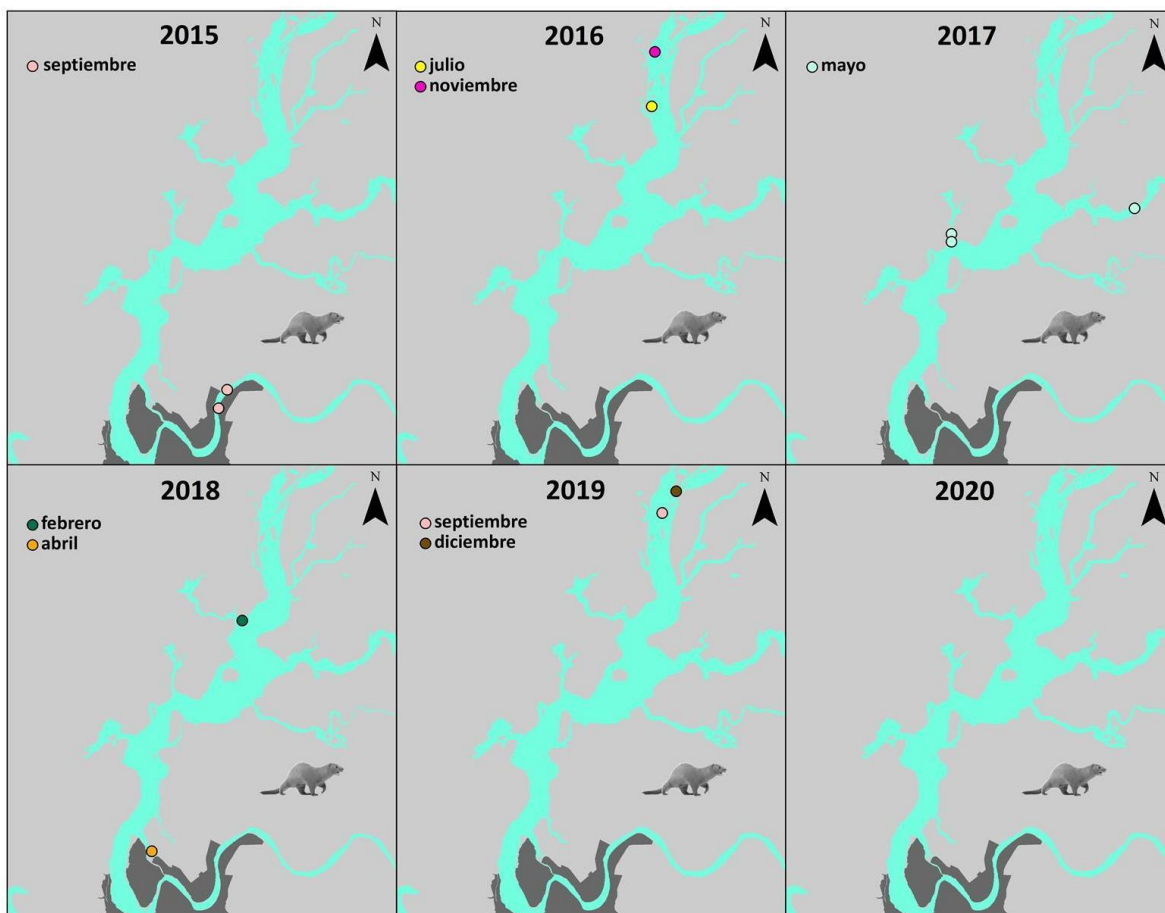 2015
N
septiembre
2016
N
julio
noviembre
2017
N
mayo
2018
N
febrero
abril
2019
N
septiembre
diciembre
2020
N